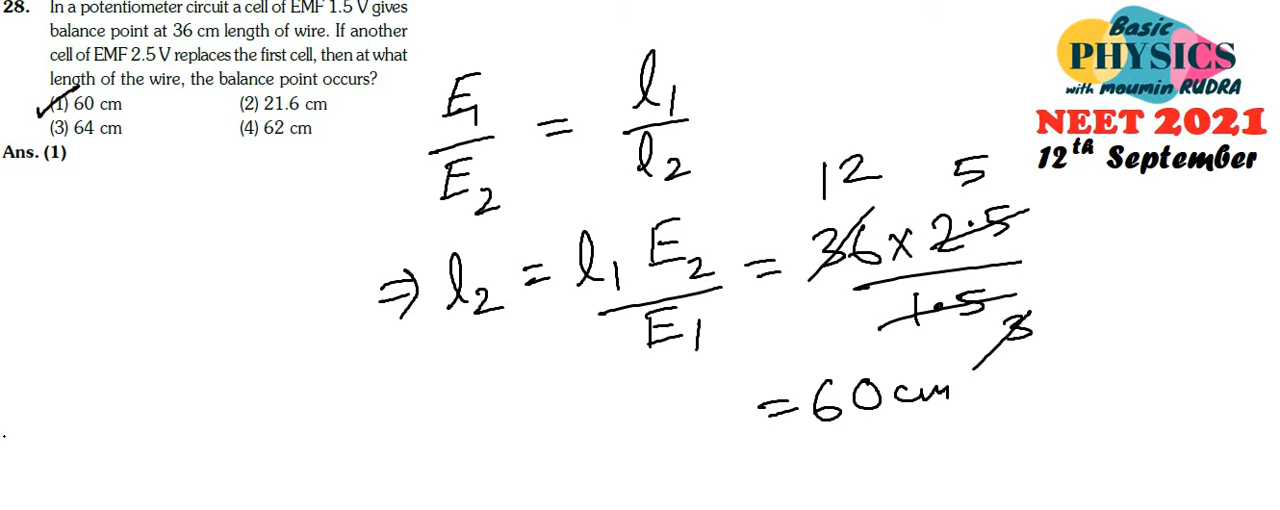 28. In a potentiometer circuit a cell of EMF 1.5 V gives
balance point at 36 cm length of wire. If another
cell of EMF 2.5 V replaces the first cell, then at what
length of the wire, the balance point occurs?
(1) 60 cm (2) 21.6 cm
(3) 64 cm (4) 62 cm
Ans. (1)
E1/E2 = l1/l2
12 5
⇒ l2 = l1 E2/E1 = 36 × 2.5/1.5
3
= 60 cm
Basic
PHYSICS
with moumin RUDRA
NEET 2021
12th September